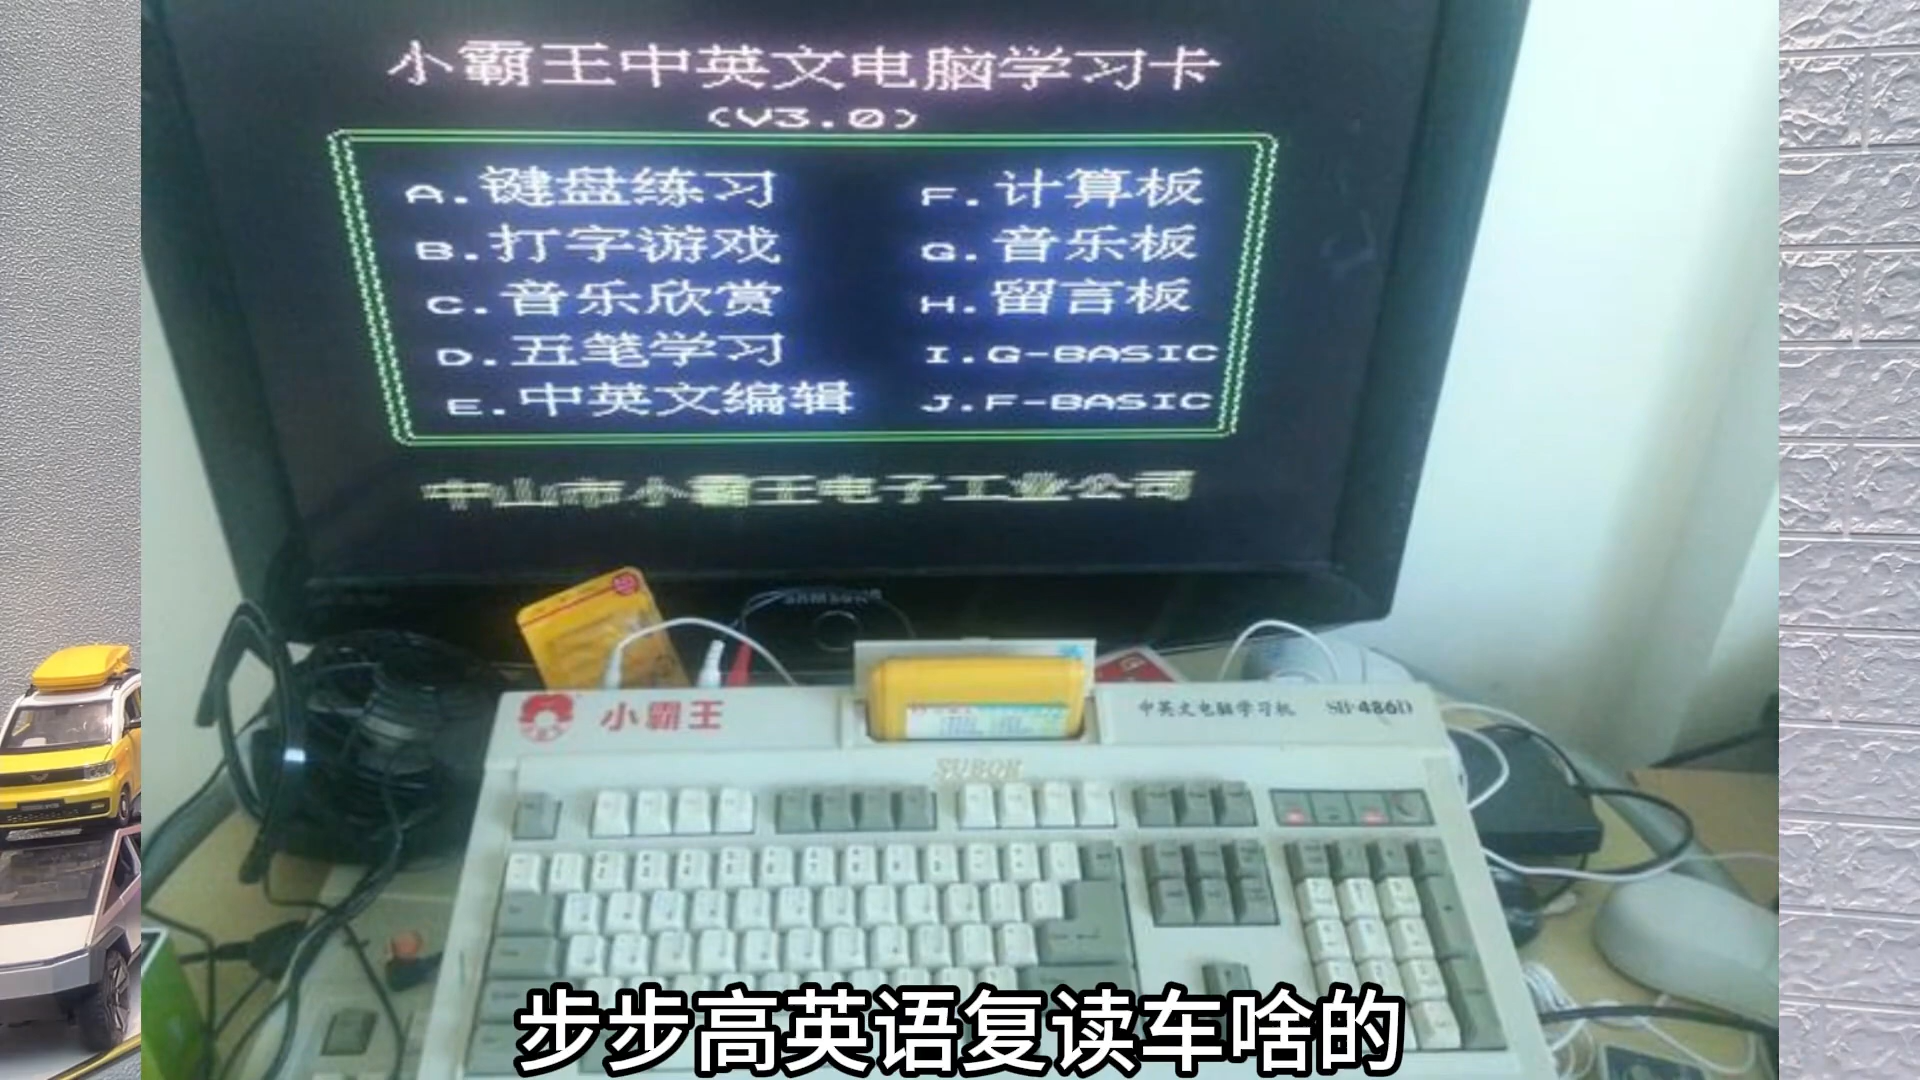 小霸王中英文电脑学习卡
(V3.0)
A.键盘练习
B.打字游戏
C.音乐欣赏
D.五笔学习
E.中英文编辑
F.计算板
G.音乐板
H.留言板
I.G-BASIC
J.F-BASIC
中山市小霸王电子工业公司
SAMSUNG
小霸王
中英文电脑学习机 SB-486D
SUBOR
步步高英语复读车啥的